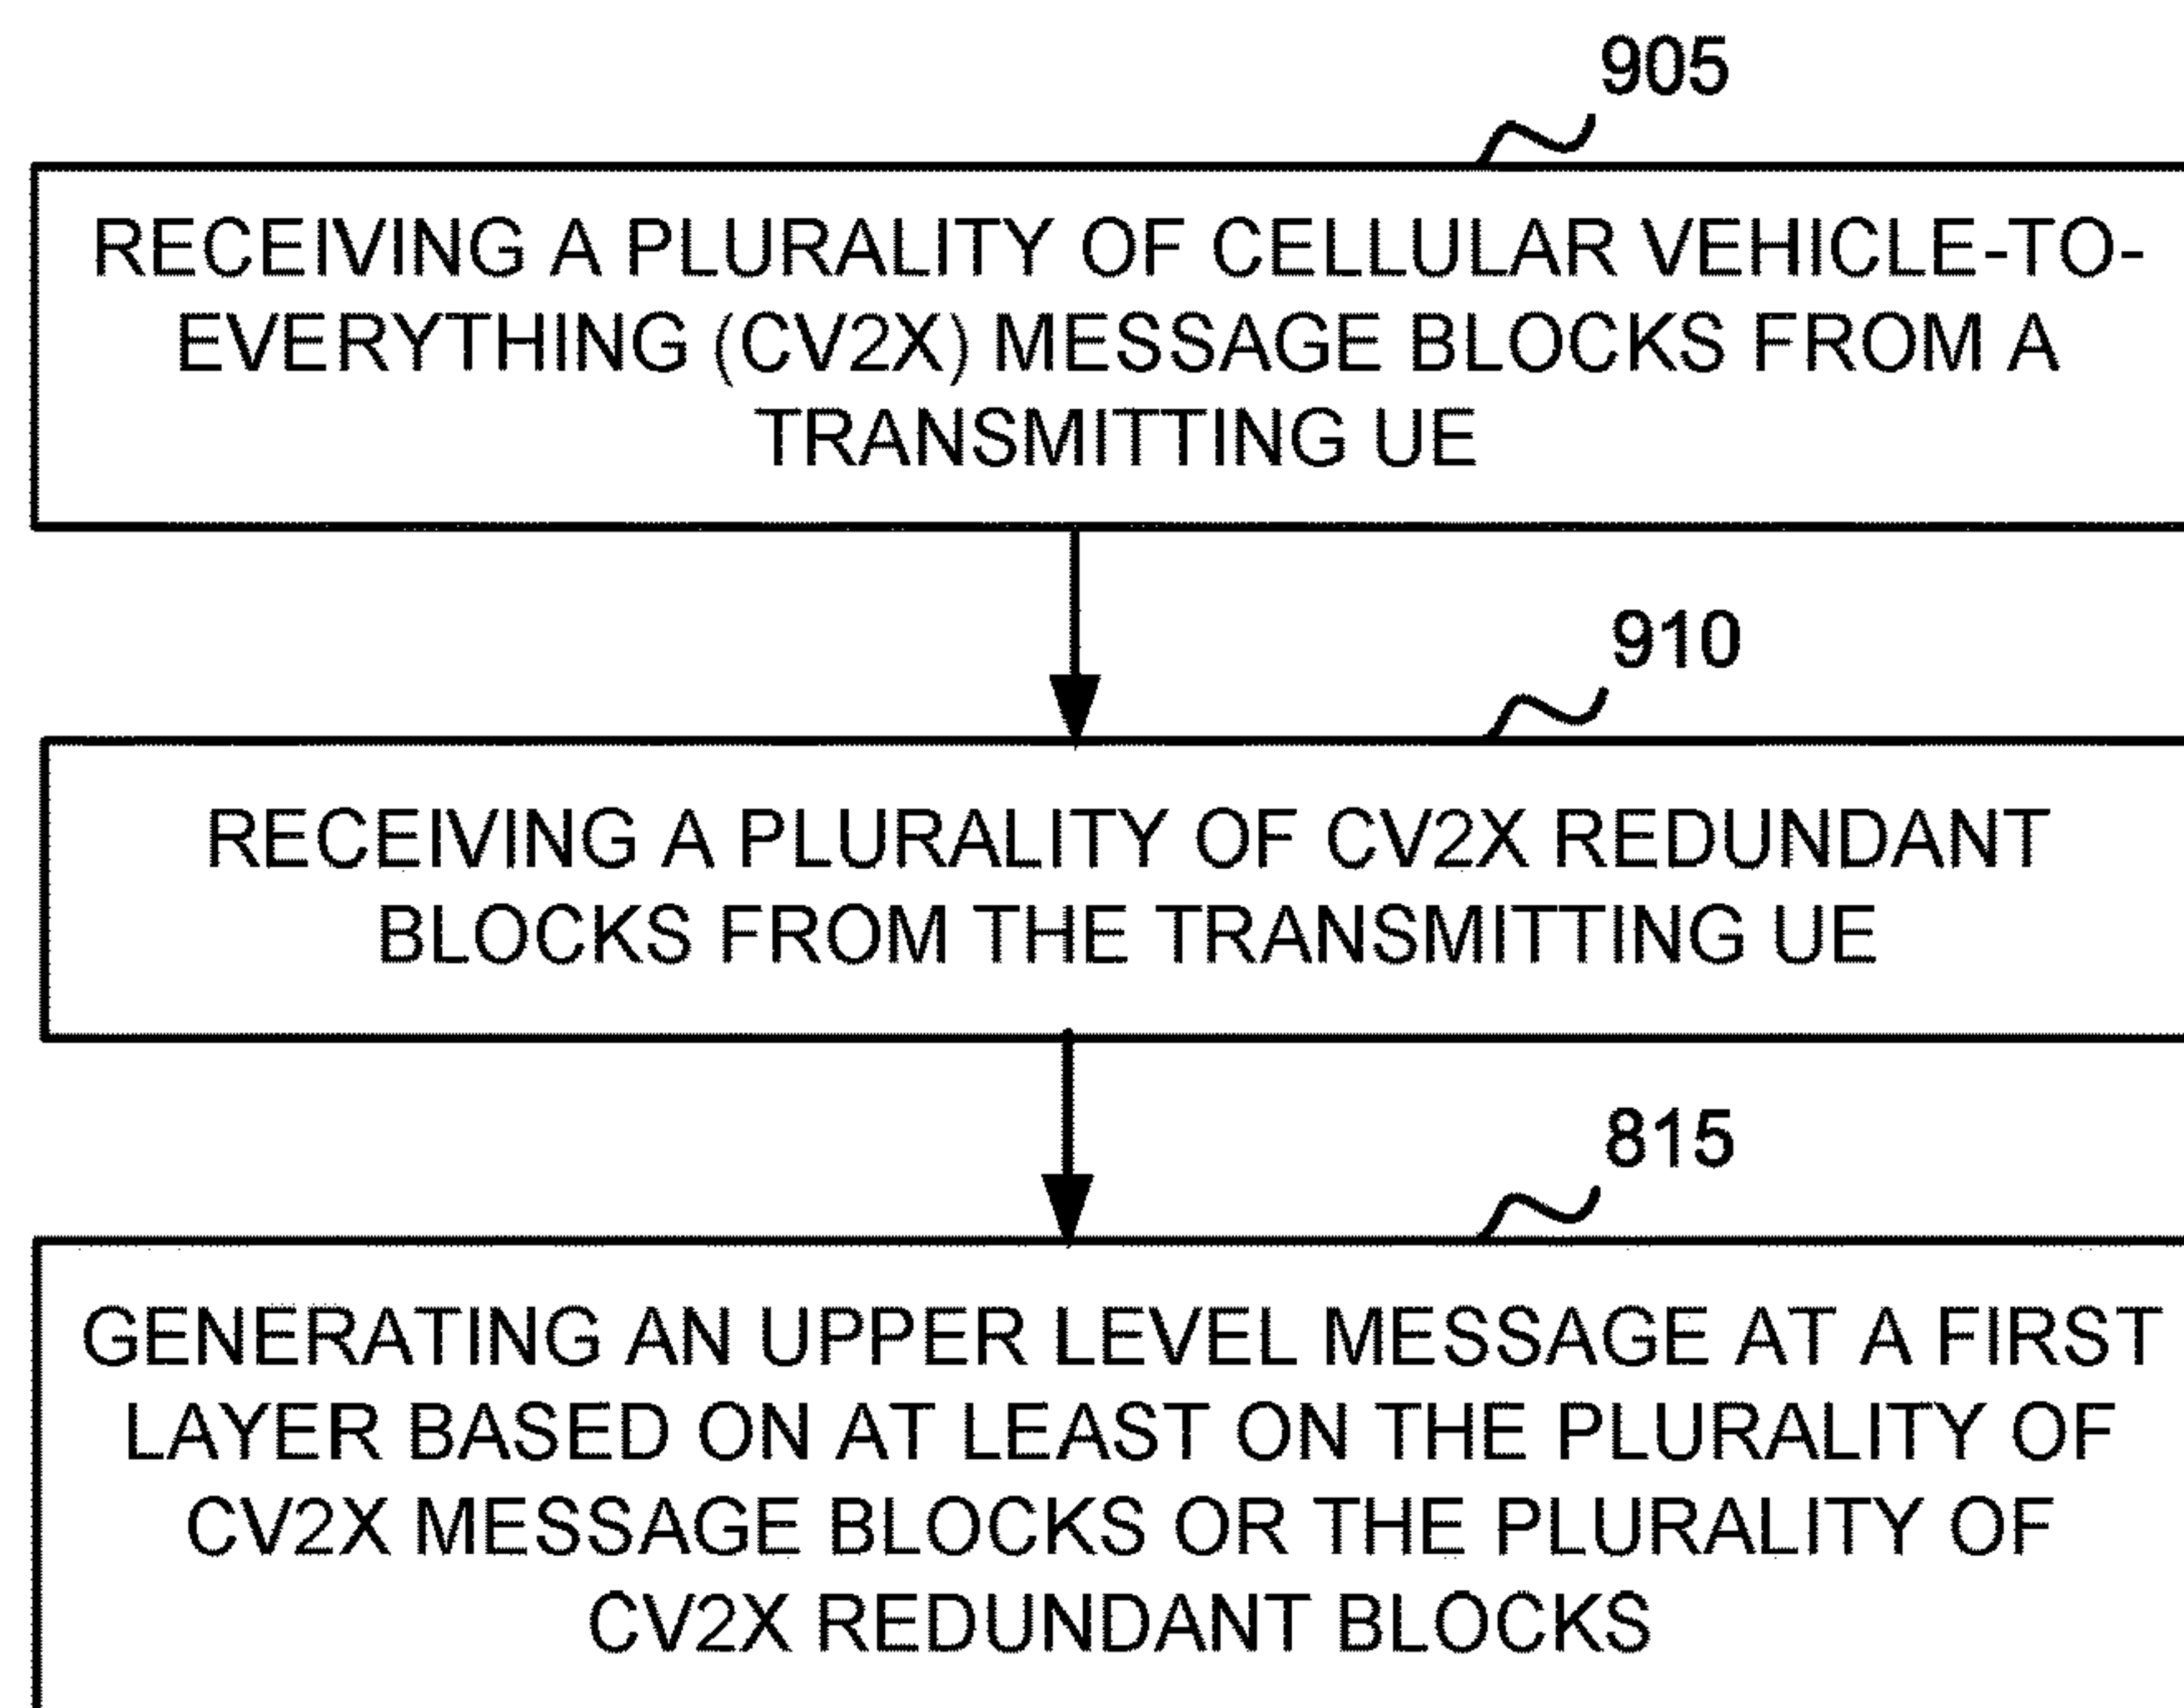 905
RECEIVING A PLURALITY OF CELLULAR VEHICLE-TO-
EVERYTHING (CV2X) MESSAGE BLOCKS FROM A
TRANSMITTING UE
910
RECEIVING A PLURALITY OF CV2X REDUNDANT
BLOCKS FROM THE TRANSMITTING UE
815
GENERATING AN UPPER LEVEL MESSAGE AT A FIRST
LAYER BASED ON AT LEAST ON THE PLURALITY OF
CV2X MESSAGE BLOCKS OR THE PLURALITY OF
CV2X REDUNDANT BLOCKS